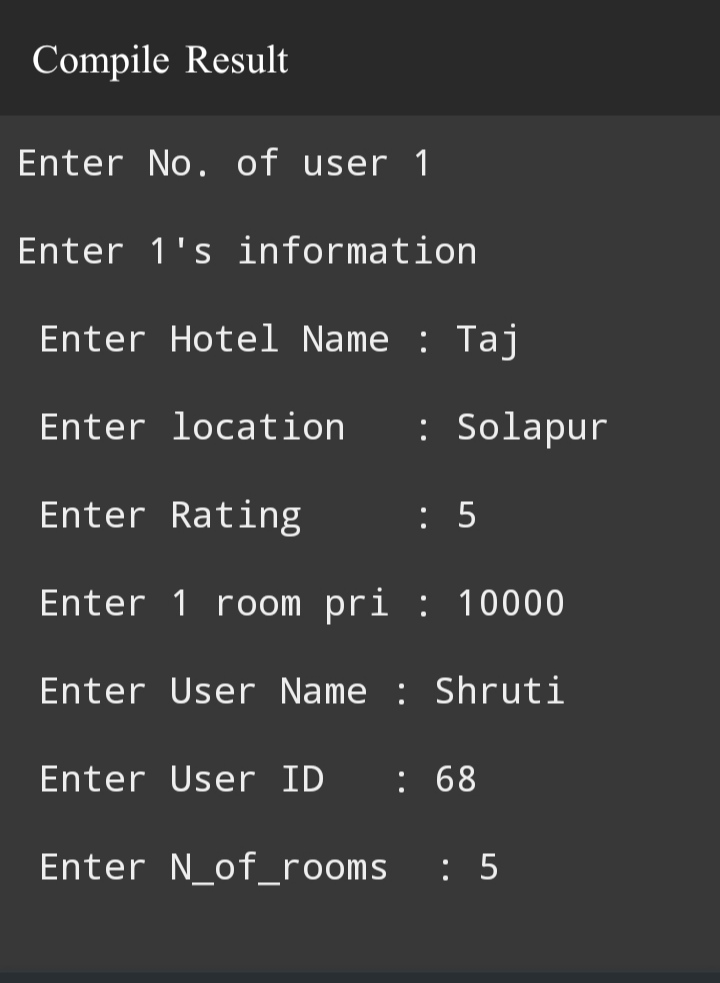 Compile Result
Enter No. of user 1
Enter 1's information
Enter Hotel Name : Taj
Enter location   : Solapur
Enter Rating     : 5
Enter 1 room pri : 10000
Enter User Name : Shruti
Enter User ID   : 68
Enter N_of_rooms  : 5